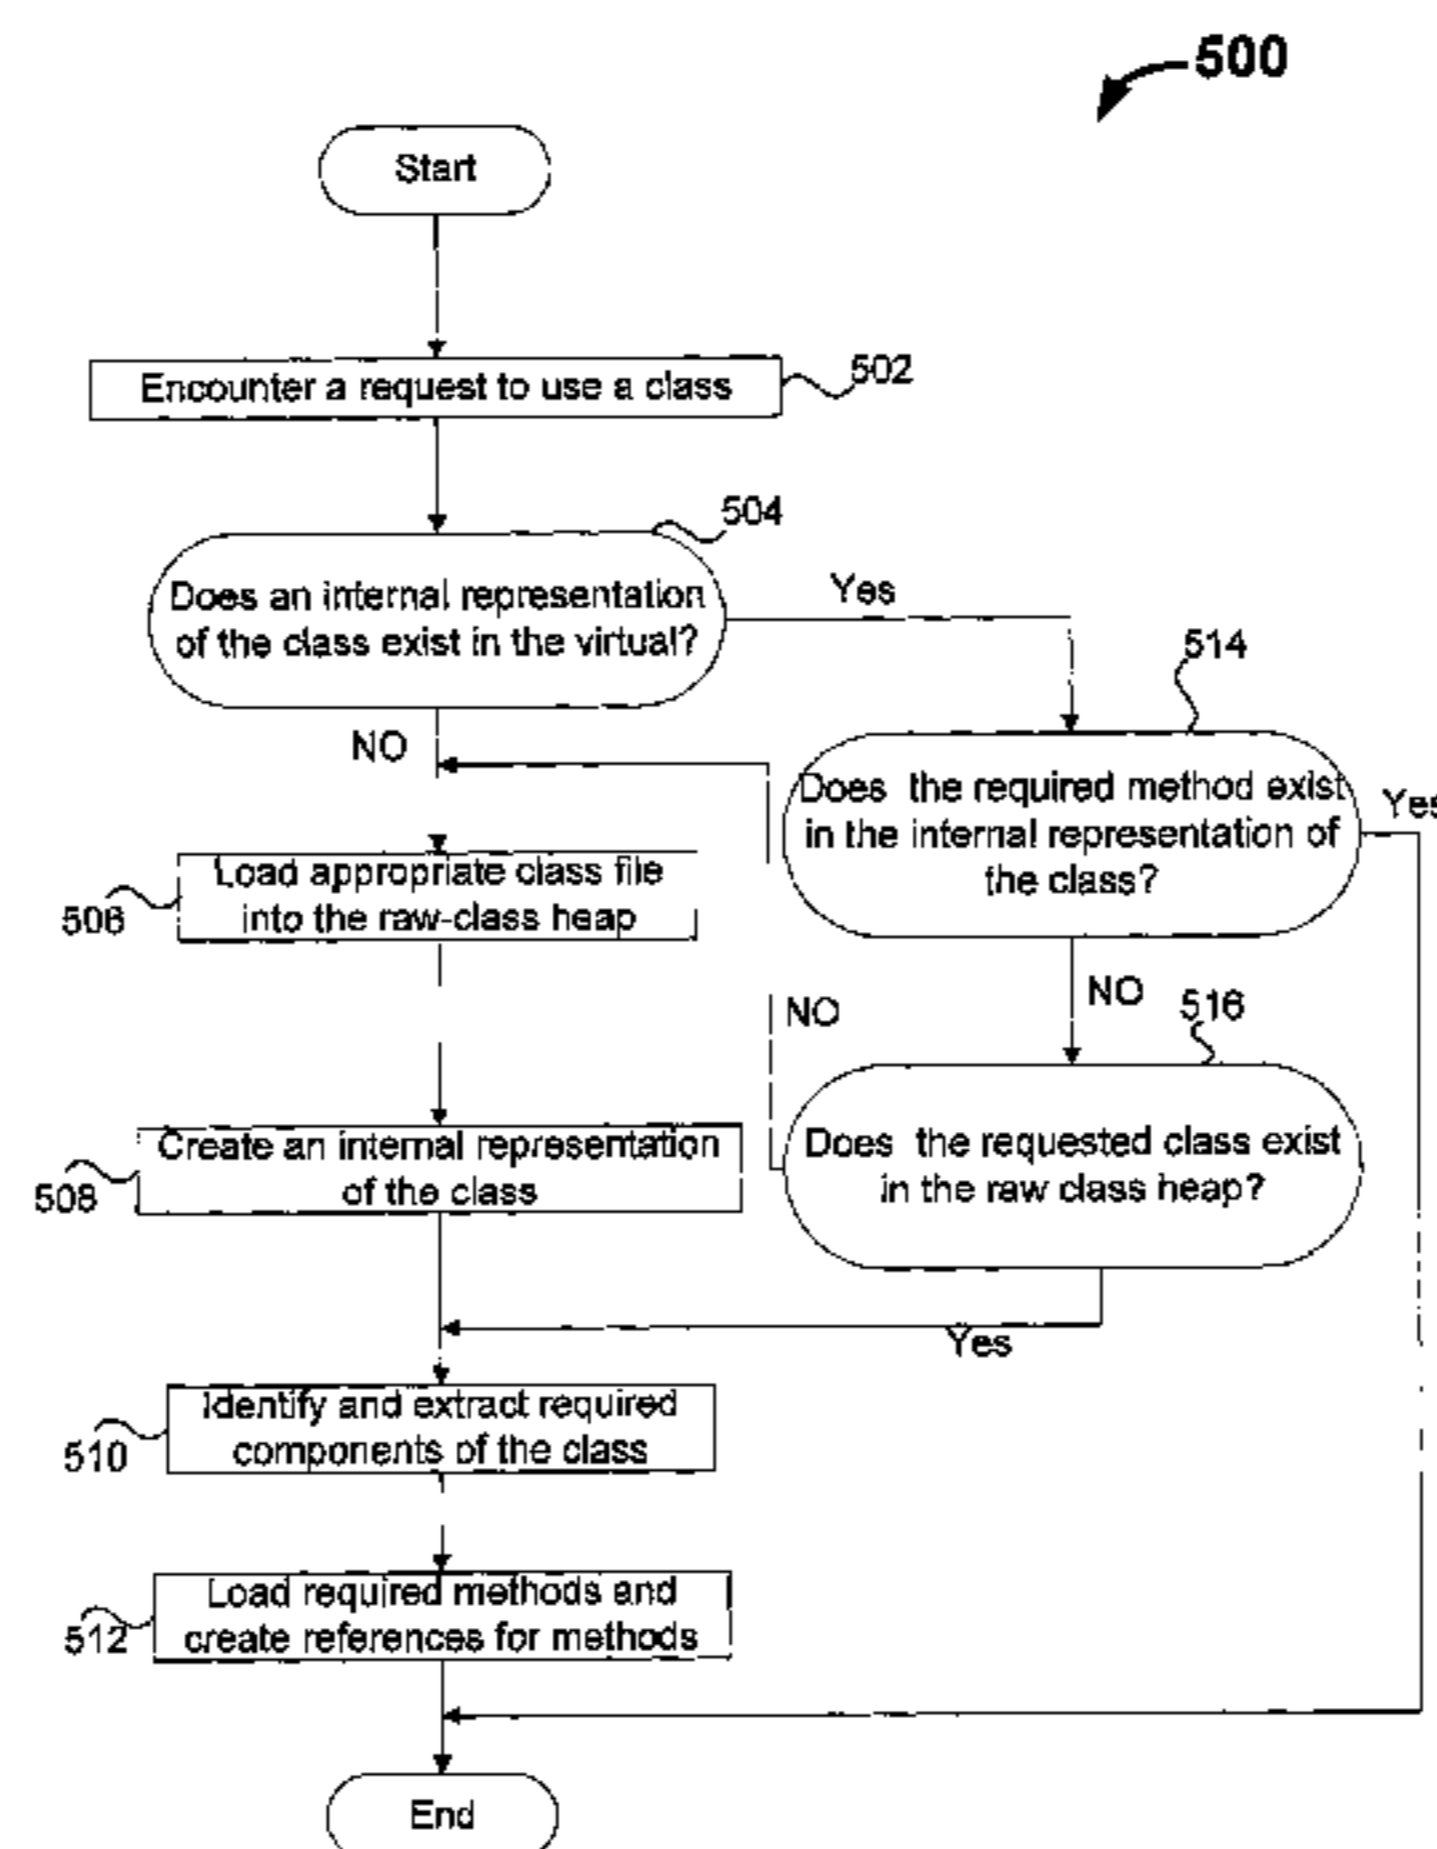 500
Start
Encounter a request to use a class
502
504
Does an internal representation
of the class exist in the virtual?
Yes
514
NO
Does the required method exist
in the internal representation of
the class?
Yes
Load appropriate class file
into the raw-class heap
506
NO
NO
516
Create an internal representation
of the class
508
Does the requested class exist
in the raw class heap?
Yes
Identify and extract required
components of the class
510
Load required methods and
create references for methods
512
End